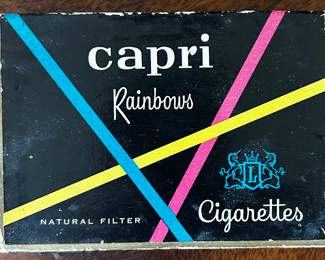 capri
Rainbows
L
NATURAL FILTER
Cigarettes